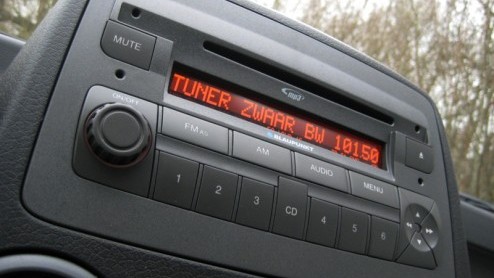 MUTE
mp3
TUNER ZWAAR BW 10150
BLAUPUNKT
ON/OFF
FM
AM
AUDIO
MENU
1 2 3 CD 4 5 6